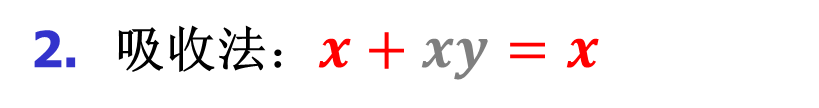 2. 吸收法：x + xy = x